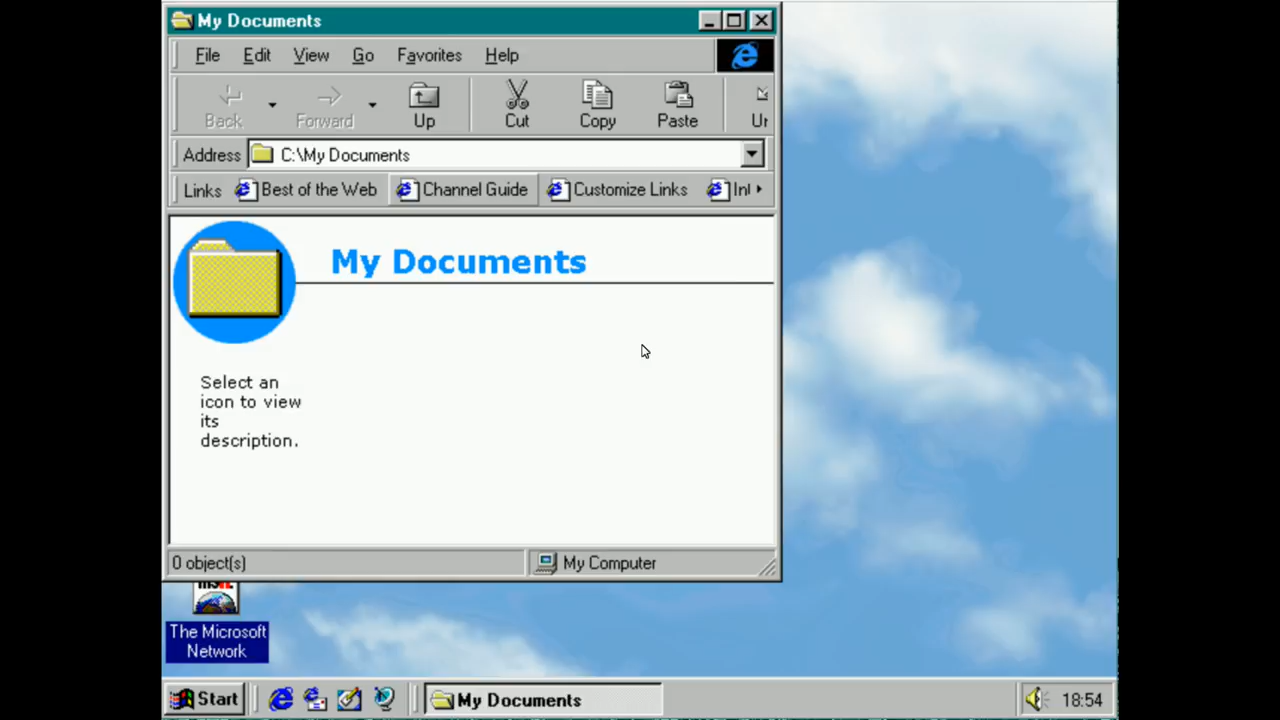 My Documents
File Edit View Go Favorites Help
Back Forward Up Cut Copy Paste
Address C:\My Documents
Links Best of the Web Channel Guide Customize Links
My Documents
Select an
icon to view
its
description.
0 object(s) My Computer
The Microsoft
Network
Start My Documents 18:54